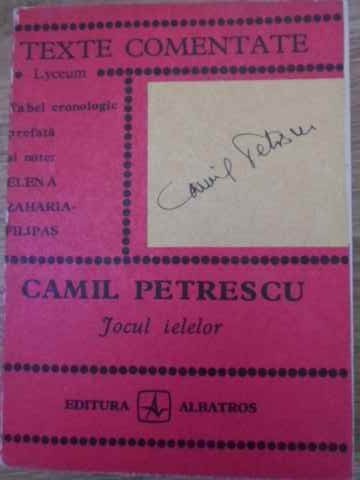 TEXTE COMENTATE
Lyceum
Tabel cronologic
prefață
și note:
ELENA
ZAHARIA-
FILIPAȘ
Camil Petrescu
CAMIL PETRESCU
Jocul ielelor
EDITURA ALBATROS